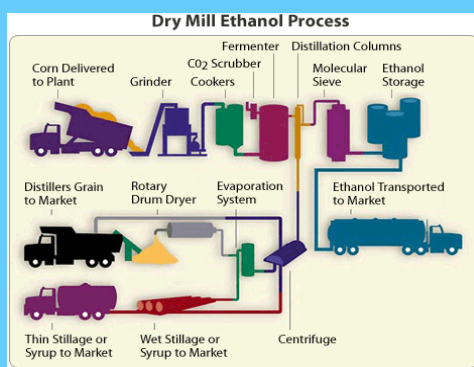 Dry Mill Ethanol Process
Fermenter
Distillation Columns
C02 Scrubber
Corn Delivered
to Plant
Grinder
Cookers
Molecular
Sieve
Ethanol
Storage
Distillers Grain
to Market
Rotary
Drum Dryer
Evaporation
System
Ethanol Transported
to Market
Thin Stillage or
Syrup to Market
Wet Stillage or
Syrup to Market
Centrifuge